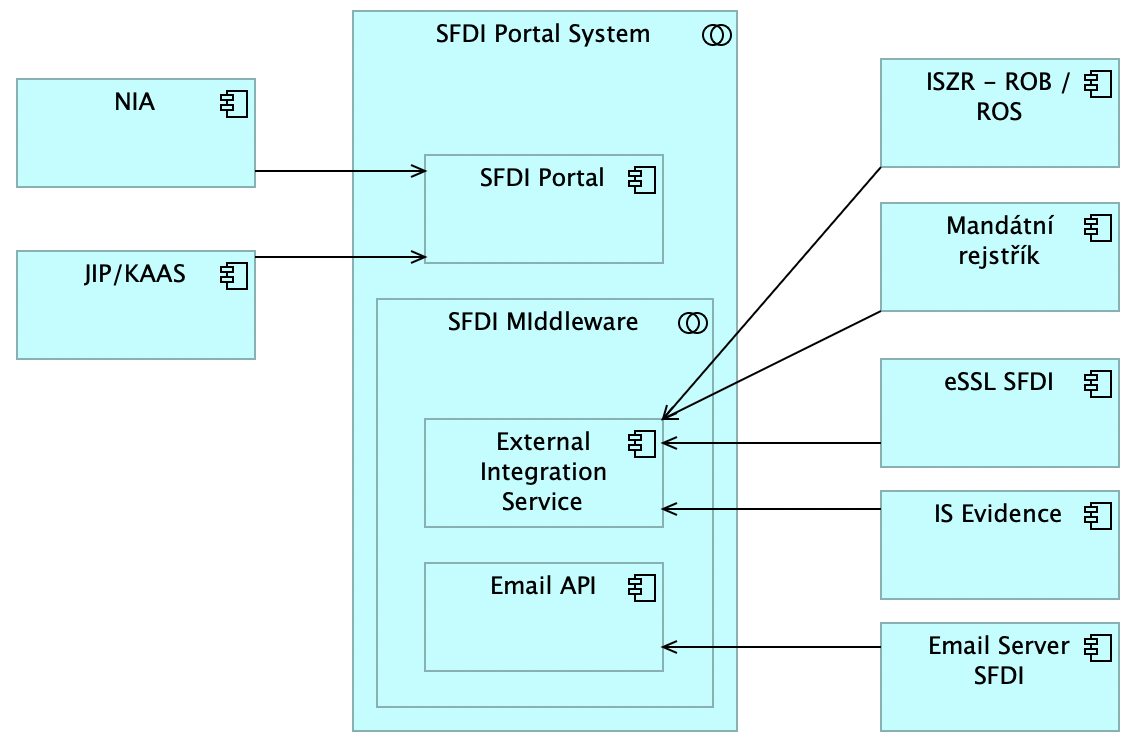 SFDI Portal System
NIA
JIP/KAAS
SFDI Portal
SFDI MIddleware
External
Integration
Service
Email API
ISZR - ROB /
ROS
Mandátní
rejstřík
eSSL SFDI
IS Evidence
Email Server
SFDI